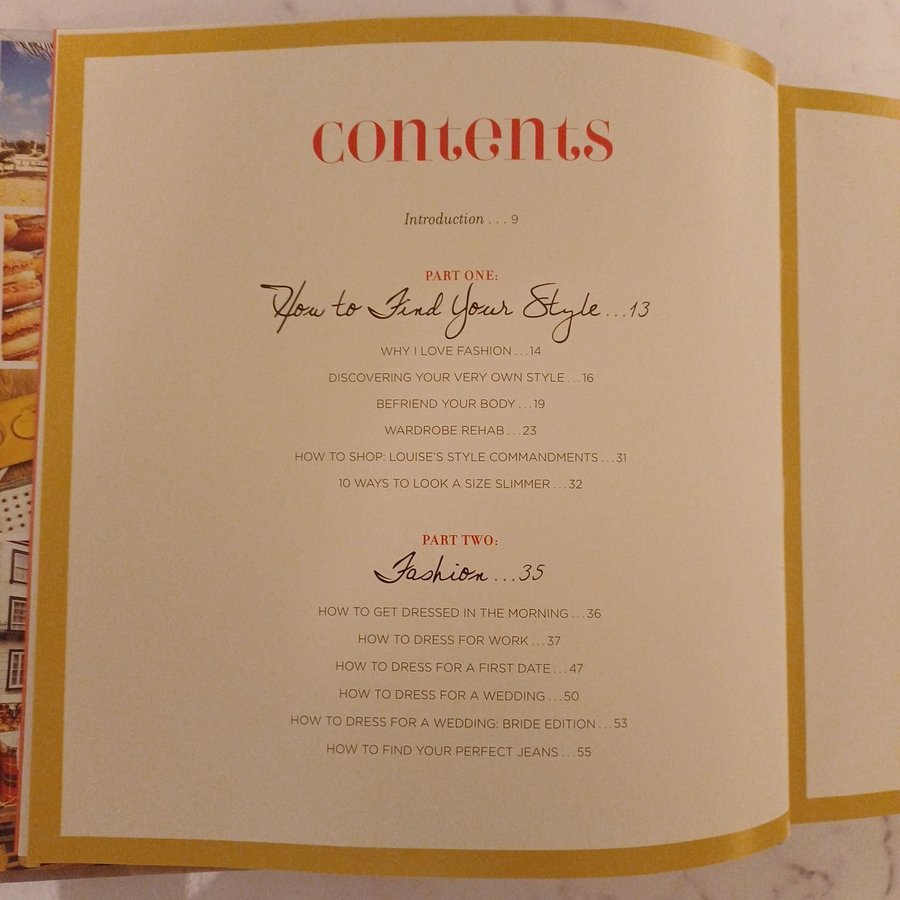 contents
Introduction . . . 9
PART ONE:
How to Find Your Style . . . 13
WHY I LOVE FASHION . . . 14
DISCOVERING YOUR VERY OWN STYLE . . . 16
BEFRIEND YOUR BODY . . . 19
WARDROBE REHAB . . . 23
HOW TO SHOP: LOUISE'S STYLE COMMANDMENTS . . . 31
10 WAYS TO LOOK A SIZE SLIMMER . . . 32
PART TWO:
Fashion . . . 35
HOW TO GET DRESSED IN THE MORNING . . . 36
HOW TO DRESS FOR WORK . . . 37
HOW TO DRESS FOR A FIRST DATE . . . 47
HOW TO DRESS FOR A WEDDING . . . 50
HOW TO DRESS FOR A WEDDING: BRIDE EDITION . . . 53
HOW TO FIND YOUR PERFECT JEANS . . . 55